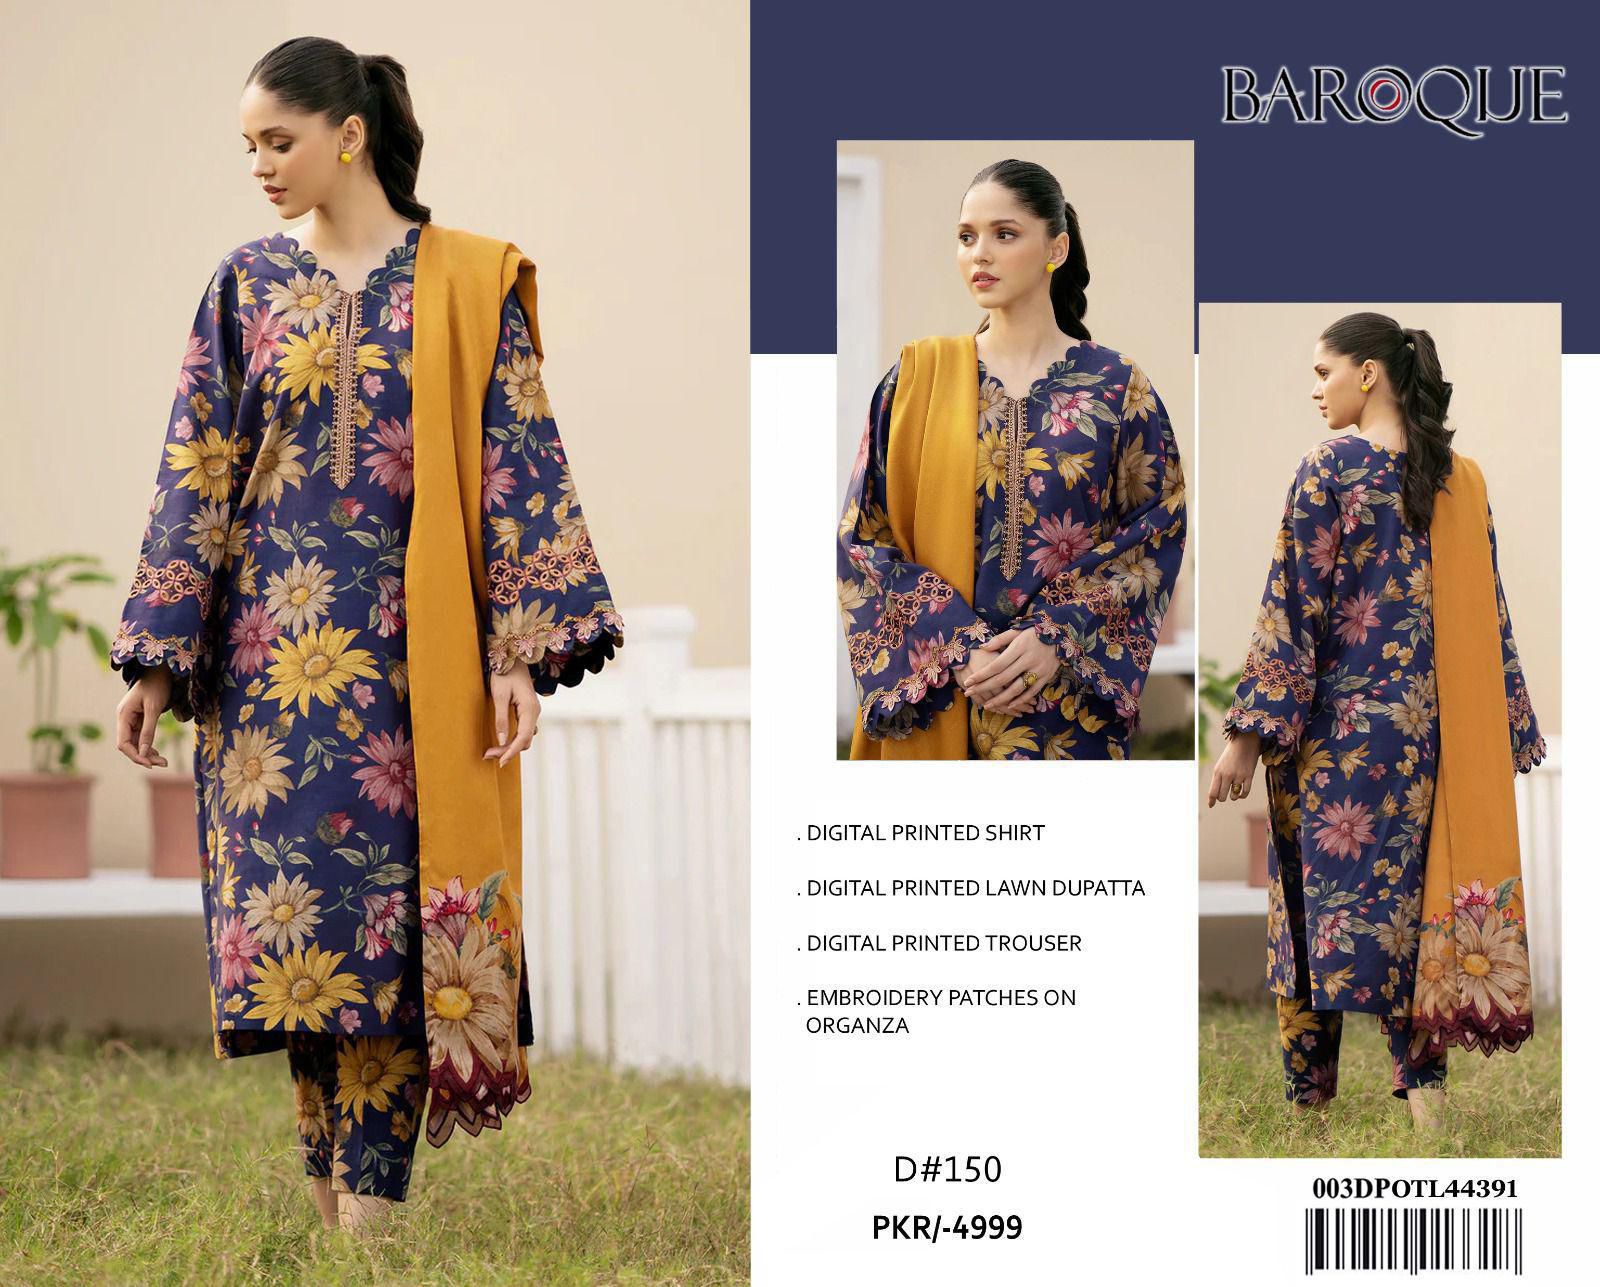 BAROQUE
. DIGITAL PRINTED SHIRT
. DIGITAL PRINTED LAWN DUPATTA
. DIGITAL PRINTED TROUSER
. EMBROIDERY PATCHES ON
ORGANZA
D#150
PKR/-4999
003DPOTL44391